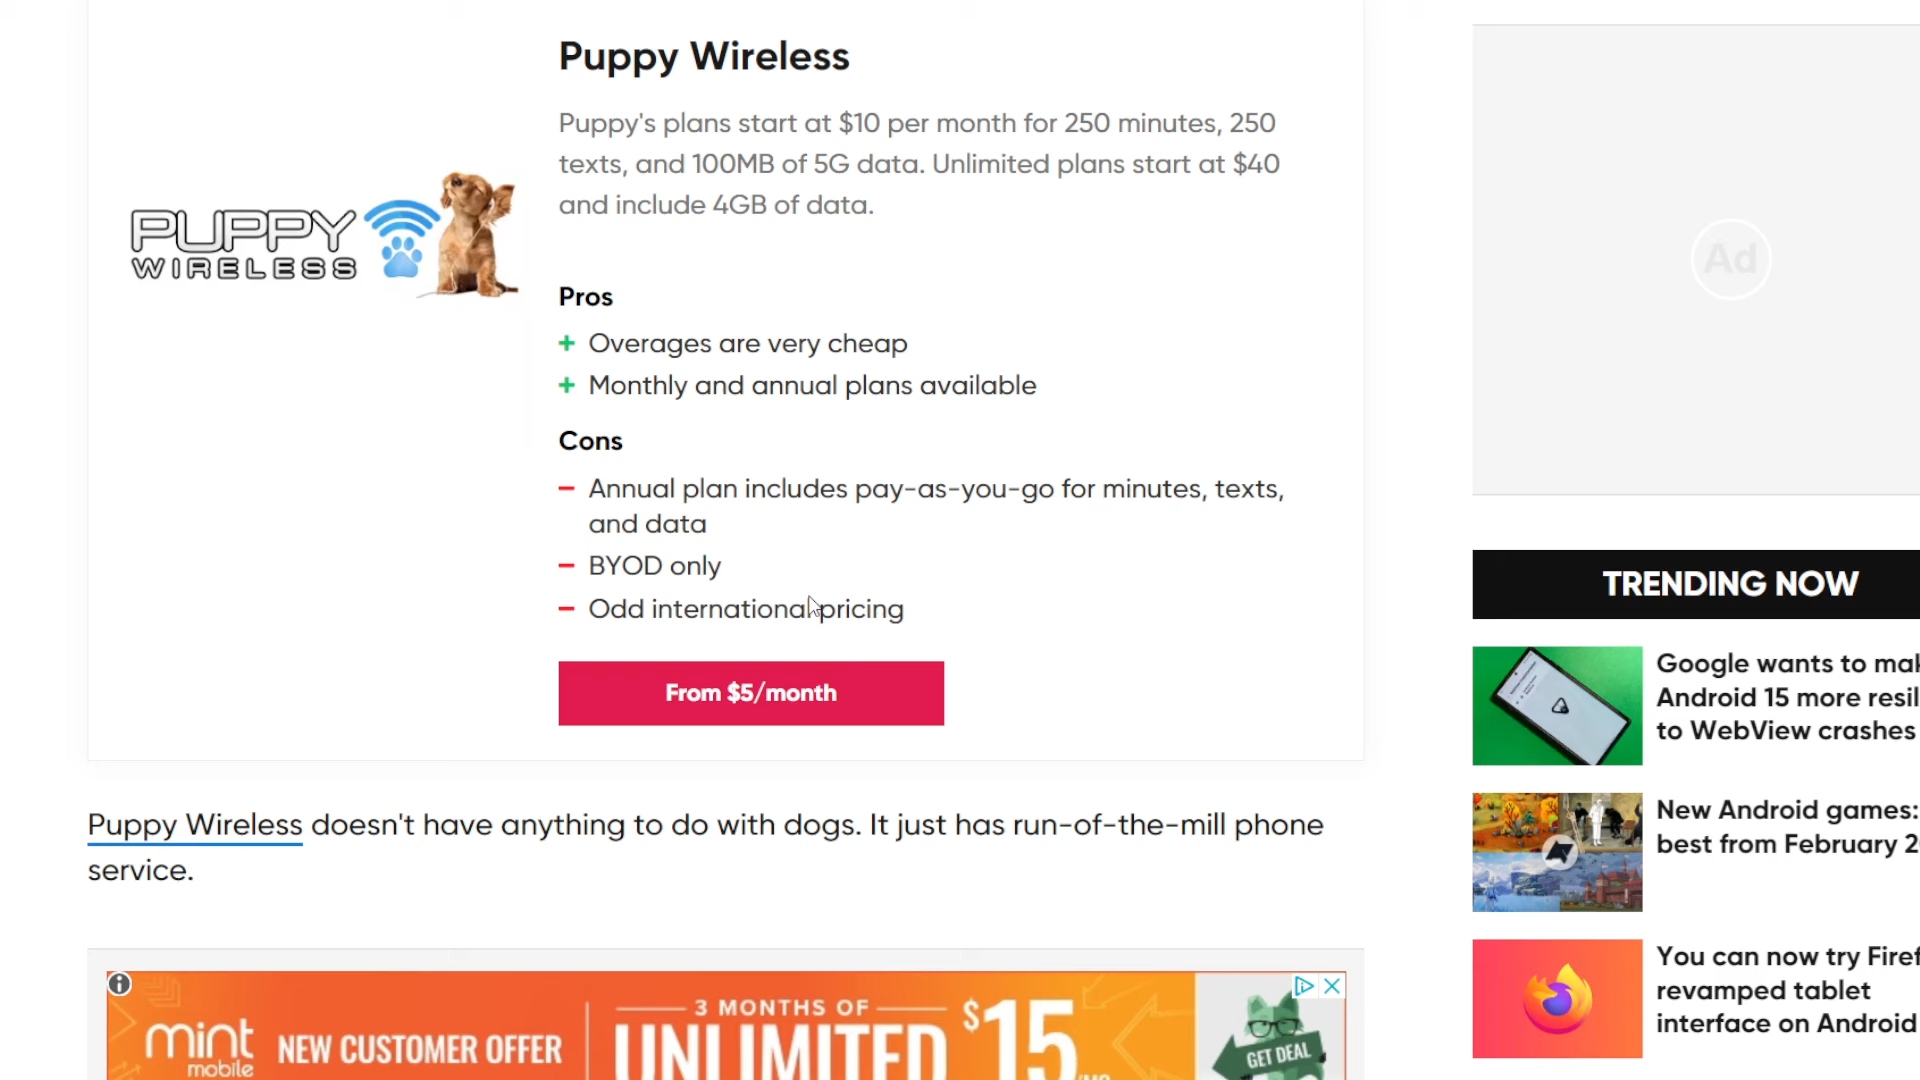 Puppy Wireless
Puppy's plans start at $10 per month for 250 minutes, 250
texts, and 100MB of 5G data. Unlimited plans start at $40
and include 4GB of data.
PUPPY
WIRELESS
Pros
+ Overages are very cheap
+ Monthly and annual plans available
Cons
− Annual plan includes pay-as-you-go for minutes, texts,
and data
− BYOD only
− Odd international pricing
From $5/month
Puppy Wireless doesn't have anything to do with dogs. It just has run-of-the-mill phone
service.
mint
mobile
NEW CUSTOMER OFFER
3 MONTHS OF
UNLIMITED
$15
/MO
GET DEAL
Ad
TRENDING NOW
Google wants to mak
Android 15 more resil
to WebView crashes
New Android games:
best from February 2
You can now try Firef
revamped tablet
interface on Android